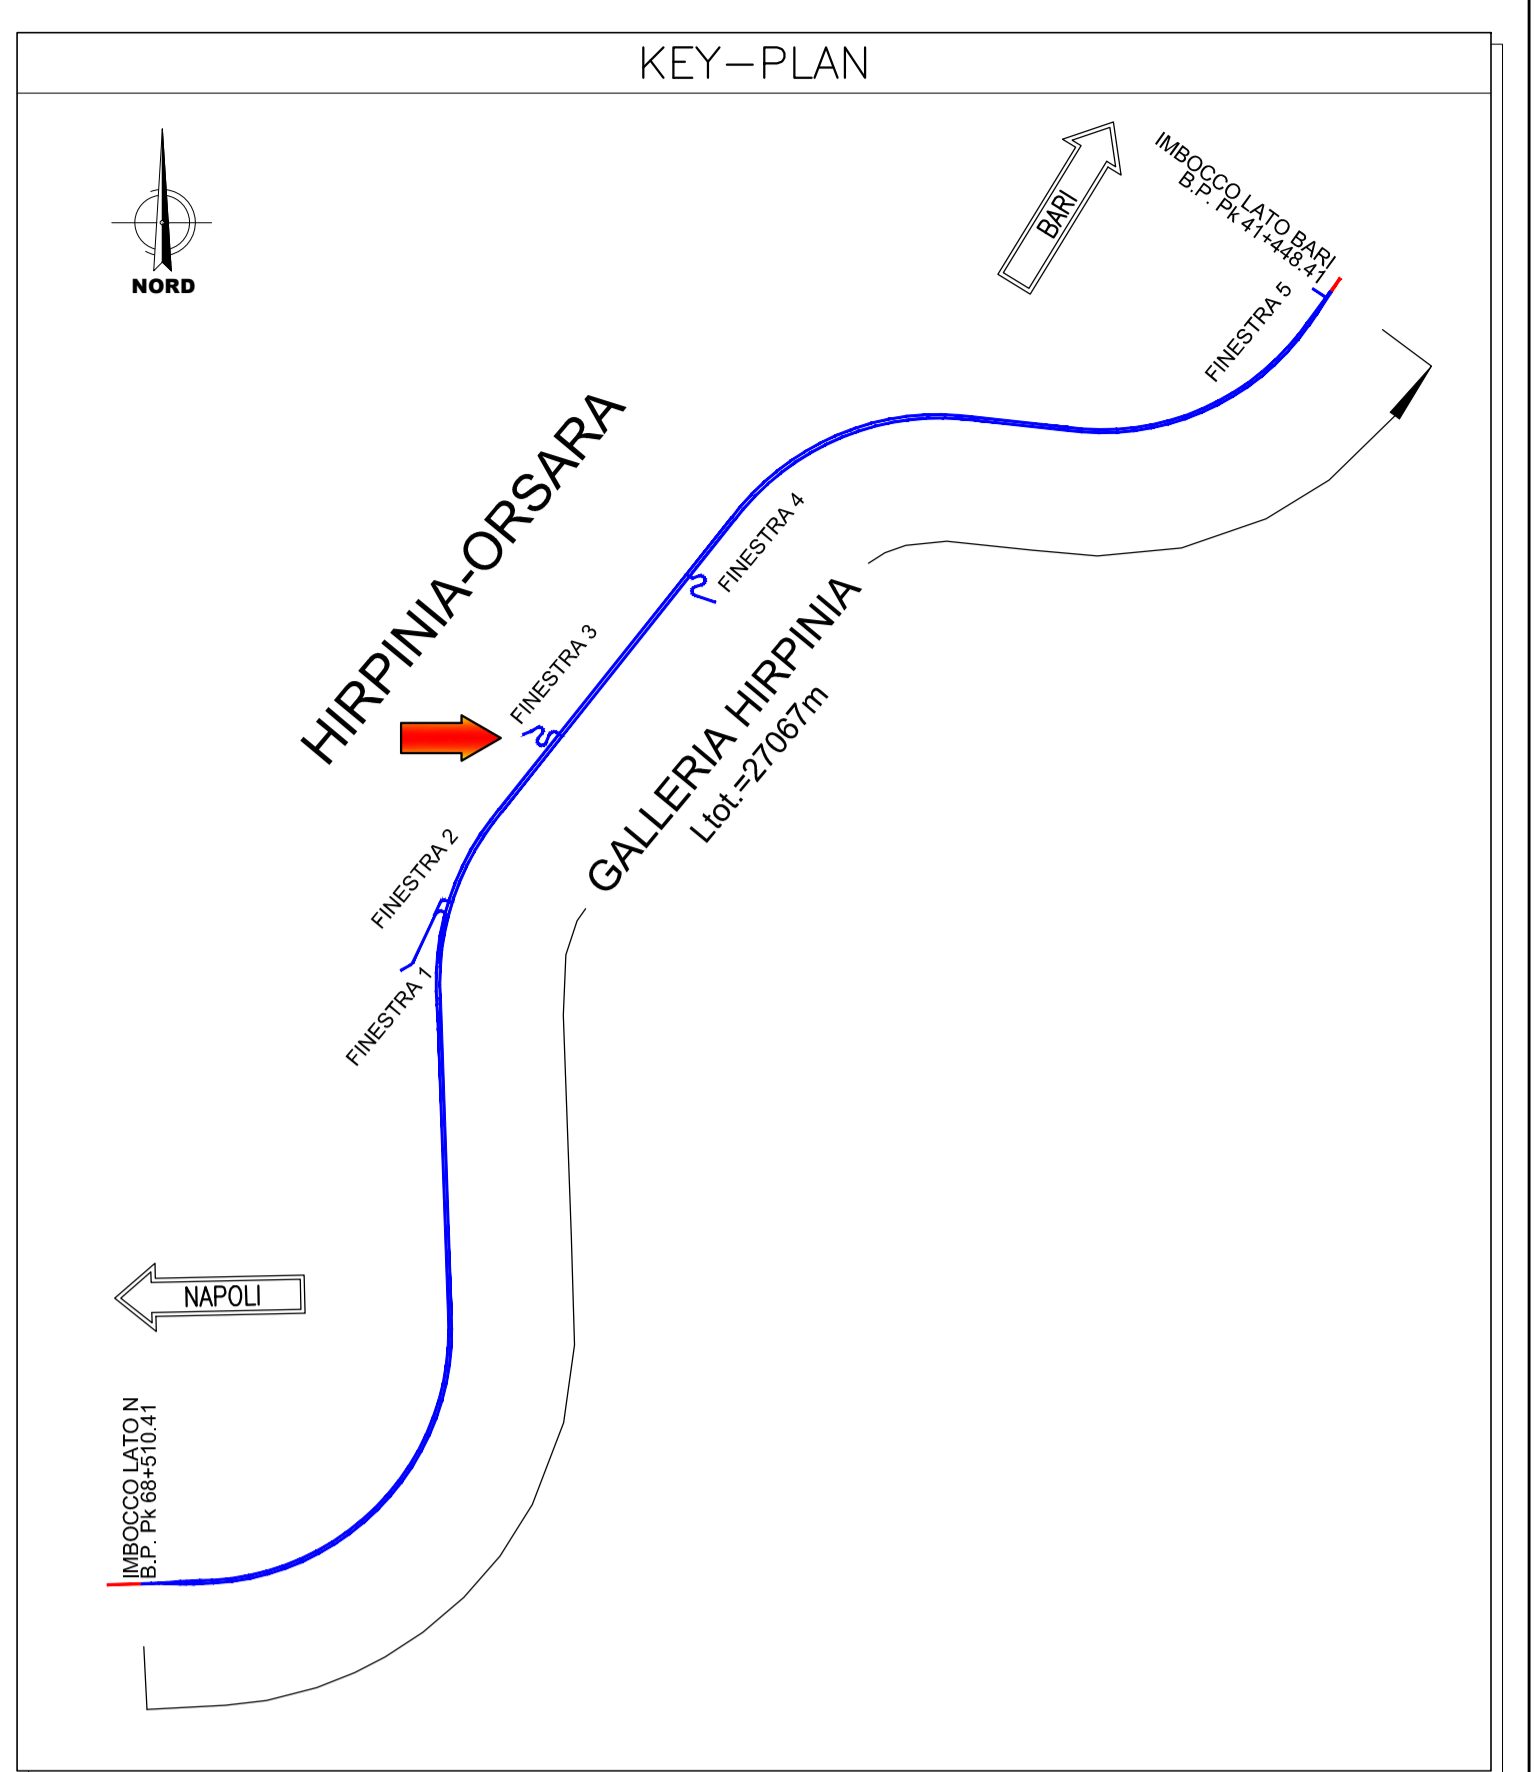 KEY-PLAN
NORD
BARI
IMBOCCO LATO BARI
B.P. Pk 41+448.41
FINESTRA 5
HIRPINIA-ORSARA
FINESTRA 4
FINESTRA 3
GALLERIA HIRPINIA
Ltot.=27067m
FINESTRA 2
FINESTRA 1
NAPOLI
IMBOCCO LATO N
B.P. Pk 68+510.41